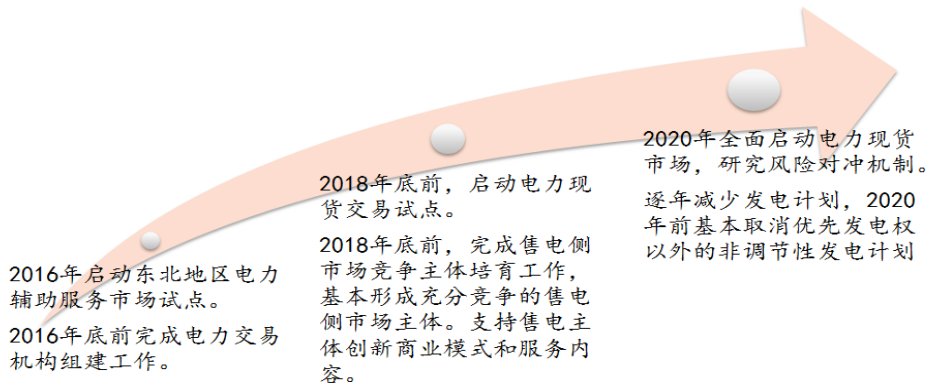 2016年启动东北地区电力
辅助服务市场试点。
2016年底前完成电力交易
机构组建工作。
2018年底前，启动电力现
货交易试点。
2018年底前，完成售电侧
市场竞争主体培育工作，
基本形成充分竞争的售电
侧市场主体。支持售电主
体创新商业模式和服务内
容。
2020年全面启动电力现货
市场，研究风险对冲机制。
逐年减少发电计划，2020
年前基本取消优先发电权
以外的非调节性发电计划